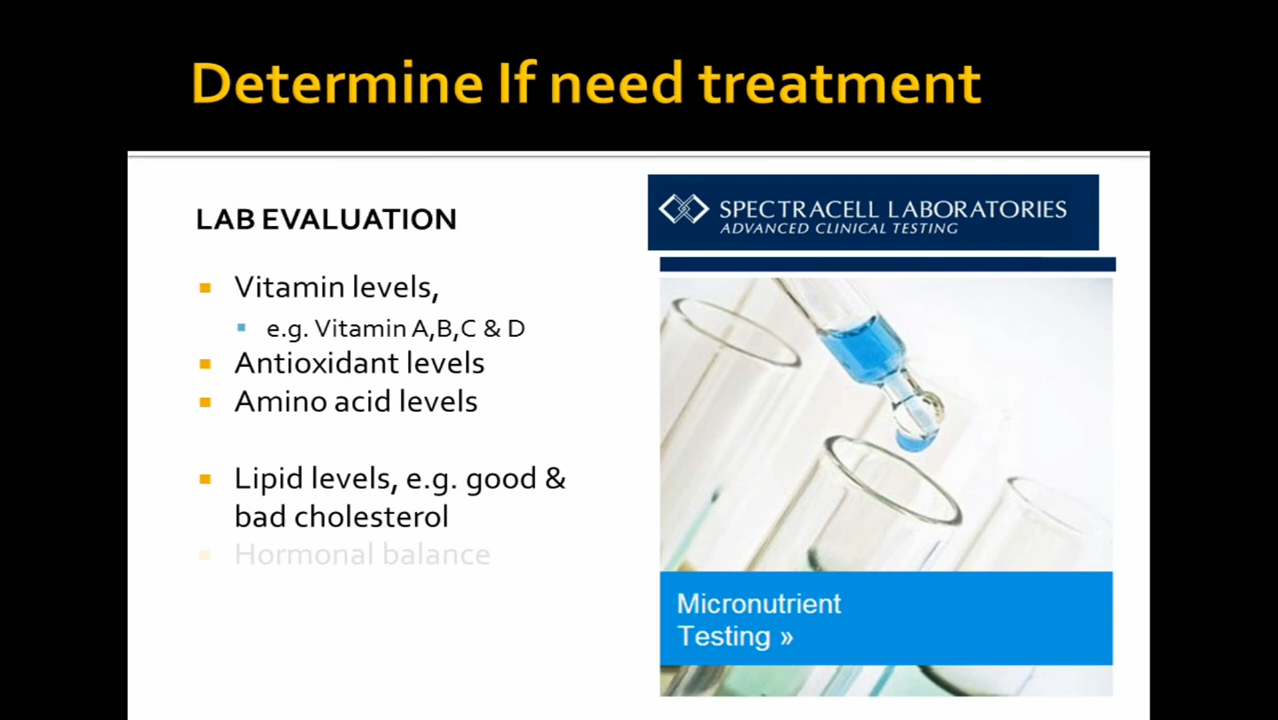 Determine If need treatment
LAB EVALUATION
Vitamin levels,
e.g. Vitamin A,B,C & D
Antioxidant levels
Amino acid levels
Lipid levels, e.g. good &
bad cholesterol
Hormonal balance
SPECTRACELL LABORATORIES
ADVANCED CLINICAL TESTING
Micronutrient
Testing »